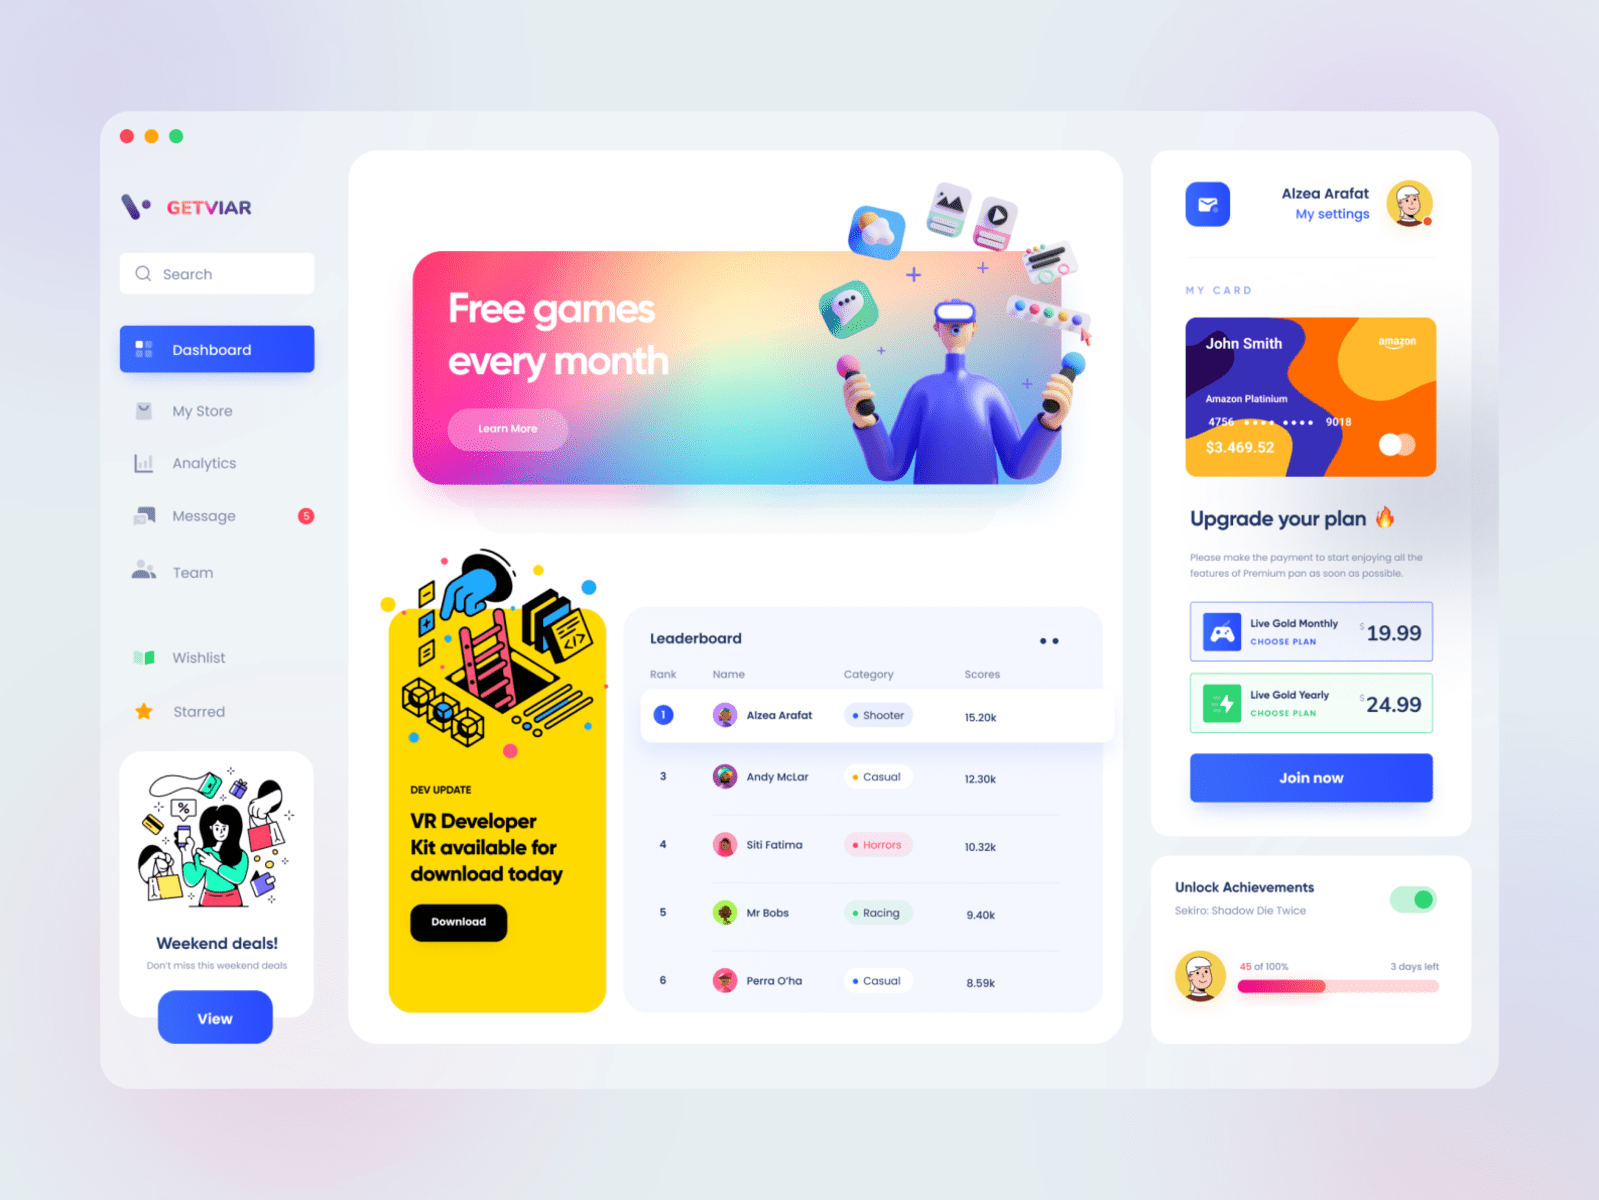 GETVIAR
Search
Dashboard
My Store
Analytics
Message 5
Team
Wishlist
Starred
%
Weekend deals!
Don't miss this weekend deals
View
Free games
every month
Learn More
</>
DEV UPDATE
VR Developer
Kit available for
download today
Download
Leaderboard
Rank Name Category Scores
1 Alzea Arafat Shooter 15.20k
3 Andy McLar Casual 12.30k
4 Siti Fatima Horrors 10.32k
5 Mr Bobs Racing 9.40k
6 Perra O'ha Casual 8.59k
Alzea Arafat
My settings
MY CARD
John Smith amazon
Amazon Platinium
4756 •••• •••• 9018
$3.469.52
Upgrade your plan 🔥
Please make the payment to start enjoying all the
features of Premium pan as soon as possible.
Live Gold Monthly
CHOOSE PLAN
$19.99
Live Gold Yearly
CHOOSE PLAN
$24.99
Join now
Unlock Achievements
Sekiro: Shadow Die Twice
45 of 100% 3 days left